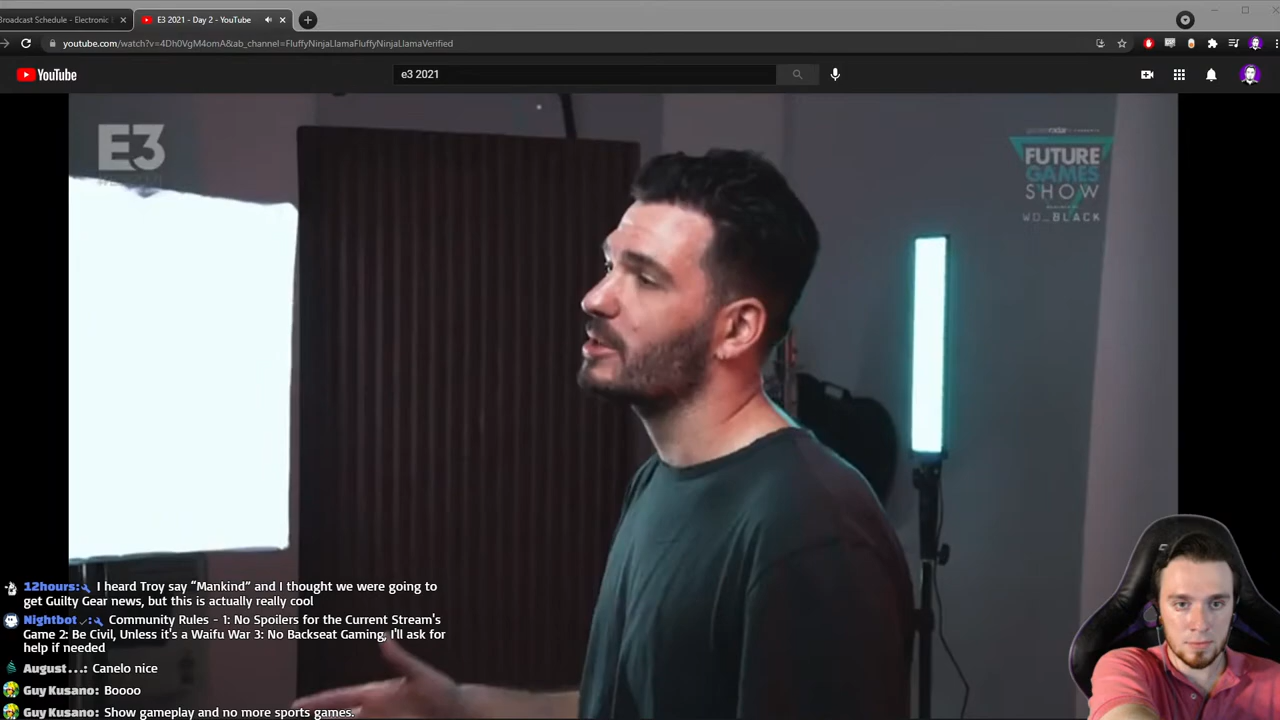 Broadcast Schedule - Electronic
E3 2021 - Day 2 - YouTube
youtube.com/watch?v=4Dh0VgM4omA&ab_channel=FluffyNinjaLlamaFluffyNinjaLlamaVerified
YouTube
e3 2021
E3
FUTURE
GAMES
SHOW
WD_BLACK
12hours: I heard Troy say “Mankind” and I thought we were going to
get Guilty Gear news, but this is actually really cool
Nightbot: Community Rules - 1: No Spoilers for the Current Stream's
Game 2: Be Civil, Unless it's a Waifu War 3: No Backseat Gaming, I'll ask for
help if needed
August...: Canelo nice
Guy Kusano: Boooo
Guy Kusano: Show gameplay and no more sports games.